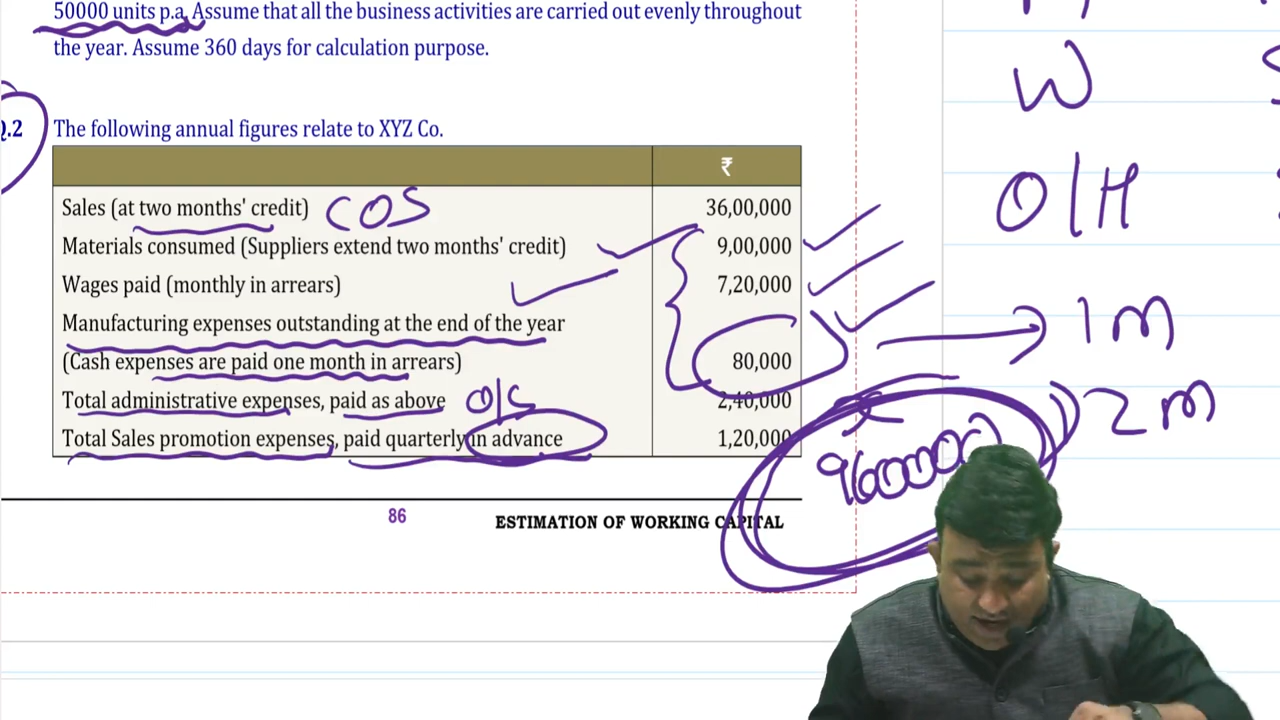 50000 units p.a. Assume that all the business activities are carried out evenly throughout
the year. Assume 360 days for calculation purpose.
W
Q.2 The following annual figures relate to XYZ Co.
₹
O/H
Sales (at two months' credit) COS 36,00,000
Materials consumed (Suppliers extend two months' credit) 9,00,000
Wages paid (monthly in arrears) 7,20,000
Manufacturing expenses outstanding at the end of the year
1m
(Cash expenses are paid one month in arrears) 80,000
Total administrative expenses, paid as above O/S 2,40,000
2m
Total Sales promotion expenses, paid quarterly in advance 1,20,000
960000
86 ESTIMATION OF WORKING CAPITAL